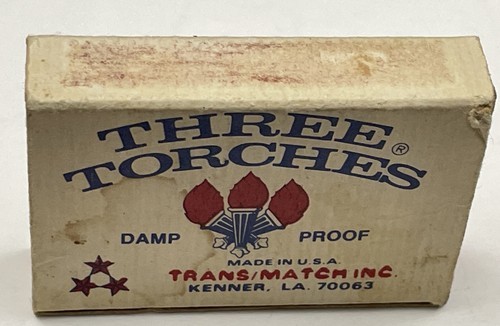 THREE
TORCHES®
DAMP PROOF
MADE IN U.S.A.
TRANS/MATCH INC.
KENNER, LA. 70063